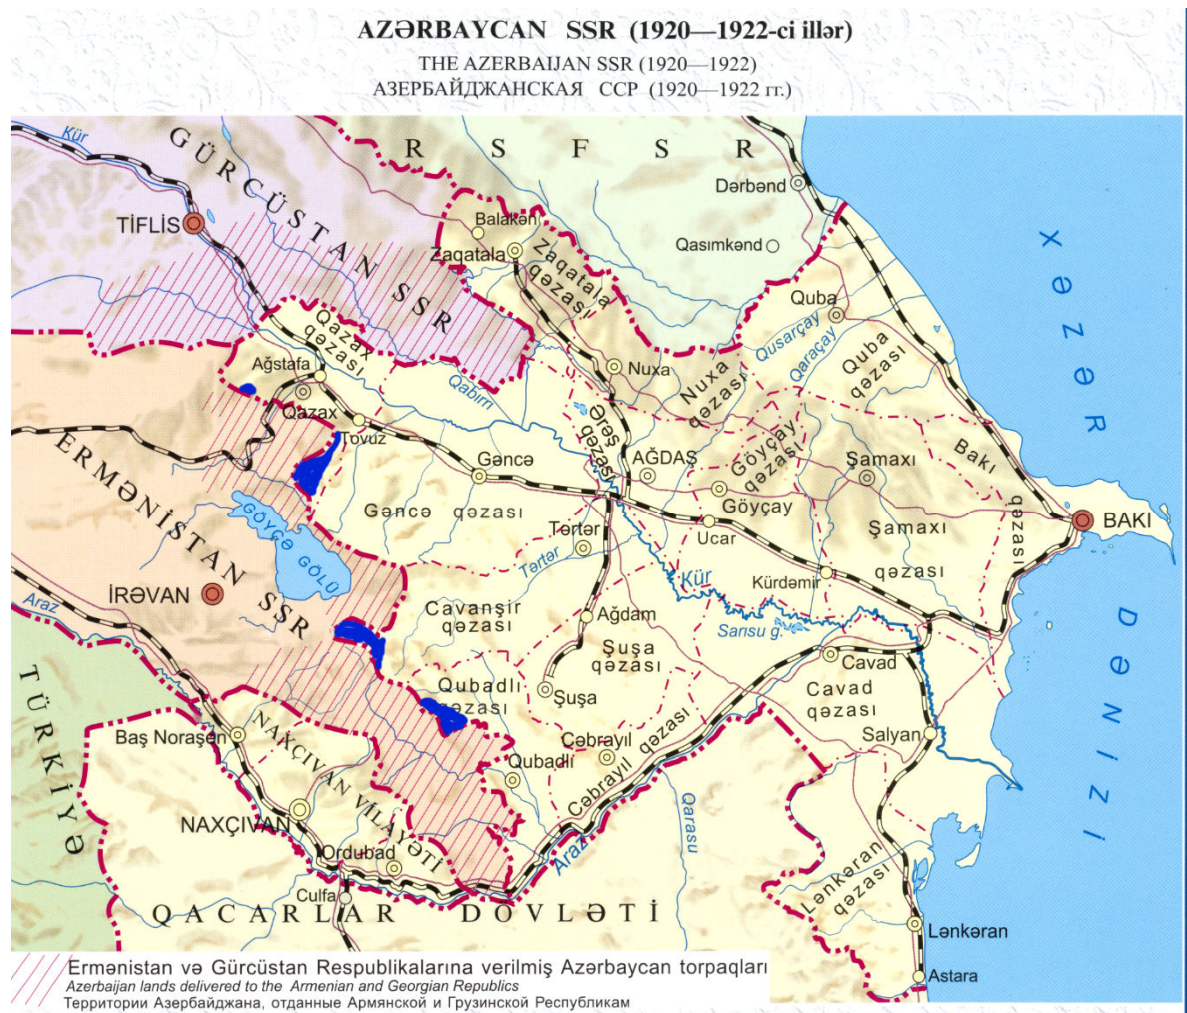 AZƏRBAYCAN SSR (1920—1922-ci illər)
THE AZERBAIJAN SSR (1920—1922)
АЗЕРБАЙДЖАНСКАЯ ССР (1920—1922 гг.)
Kür
GÜRCÜSTAN SSR
RSFSR
Dərbənd
TİFLİS
Balakən
Zaqatala
Zaqatala
qəzası
Qasımkənd
XƏZƏR DƏNİZİ
Quba
Qusarçay
Qaraçay
Quba
qəzası
Qazax
qəzası
Ağstafa
Qazax
Qabırrı
Nuxa
Nuxa
qəzası
Tovuz
ERMƏNİSTAN SSR
Gəncə
Gəncə qəzası
Ərəş
qəzası
AĞDAŞ
Göyçay
qəzası
Göyçay
Şamaxı
Şamaxı
qəzası
Bakı
qəzası
BAKI
GÖYÇƏ GÖLÜ
Tərtər
Tərtər
Ucar
Kürdəmir
Kür
Sarısu g.
İRƏVAN
Araz
Cavanşir
qəzası
Ağdam
Şuşa
qəzası
Şuşa
Qubadlı
qəzası
Qubadlı
Cəbrayıl
Cəbrayıl qəzası
Cavad
Cavad
qəzası
Salyan
TÜRKİYƏ
Baş Noraşen
NAXÇIVAN VİLAYƏTİ
NAXÇIVAN
Ordubad
Culfa
Araz
Qarasu
QACARLAR DÖVLƏTİ
Lənkəran
qəzası
Lənkəran
Astara
Ermənistan və Gürcüstan Respublikalarına verilmiş Azərbaycan torpaqları
Azerbaijan lands delivered to the Armenian and Georgian Republics
Территории Азербайджана, отданные Армянской и Грузинской Республикам